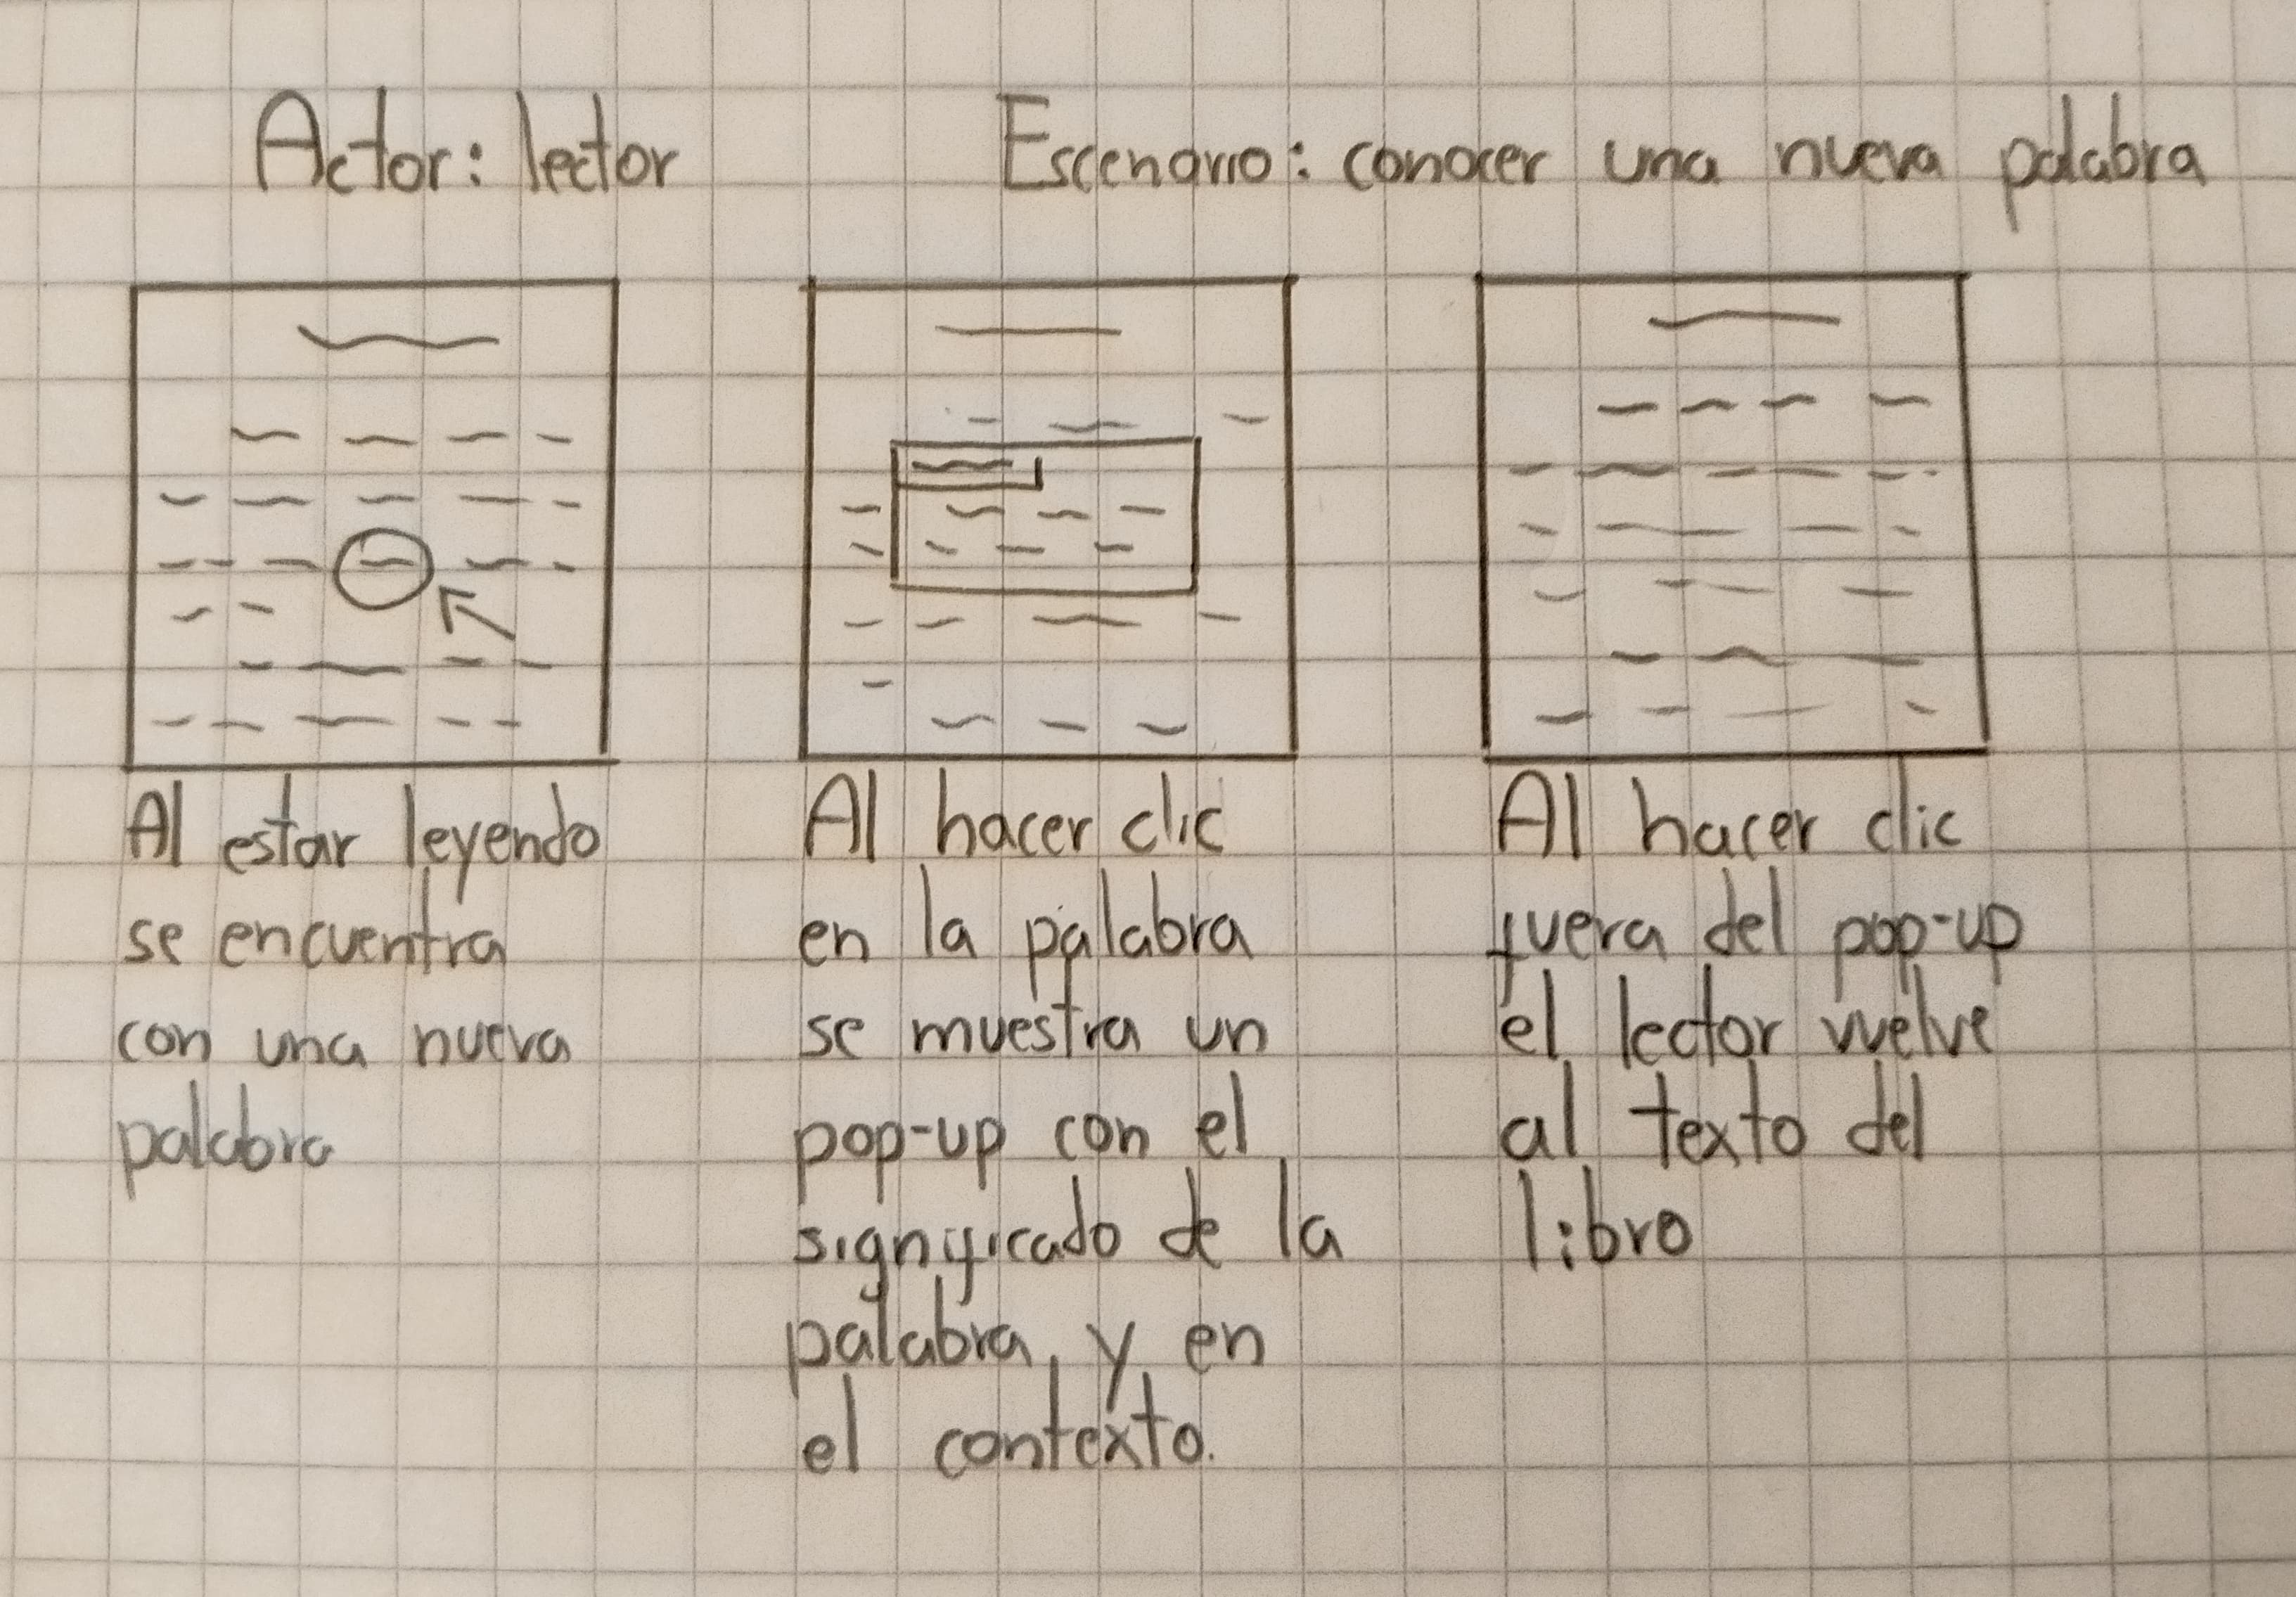 Actor: lector
Escenario: conocer una nueva palabra
Al estar leyendo
se encuentra
con una nueva
palabra
Al hacer clic
en la palabra
se muestra un
pop-up con el
significado de la
palabra, y en
el contexto.
Al hacer clic
fuera del pop-up
el lector vuelve
al texto del
libro